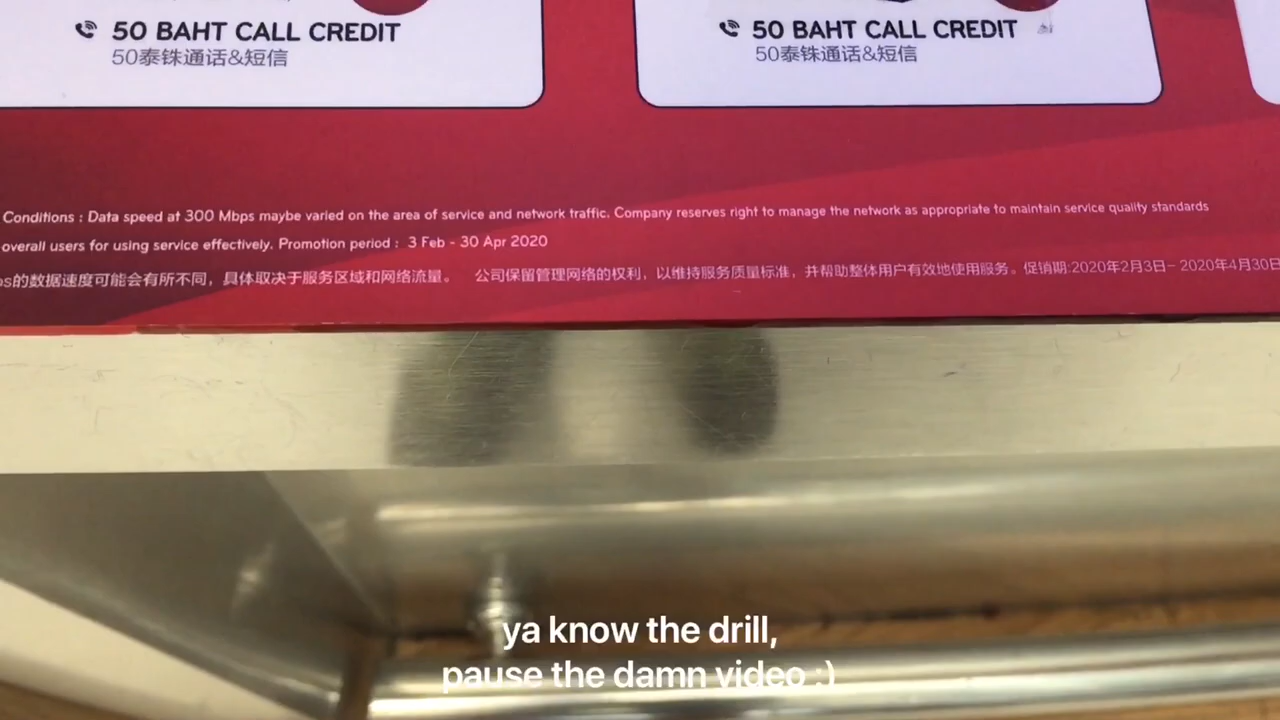 50 BAHT CALL CREDIT
50泰铢通话&短信
50 BAHT CALL CREDIT
50泰铢通话&短信
Conditions : Data speed at 300 Mbps maybe varied on the area of service and network traffic. Company reserves right to manage the network as appropriate to maintain service quality standards
overall users for using service effectively. Promotion period : 3 Feb - 30 Apr 2020
的数据速度可能会有所不同，具体取决于服务区域和网络流量。 公司保留管理网络的权利，以维持服务质量标准，并帮助整体用户有效地使用服务。促销期:2020年2月3日- 2020年4月30日
ya know the drill,
pause the damn video :)